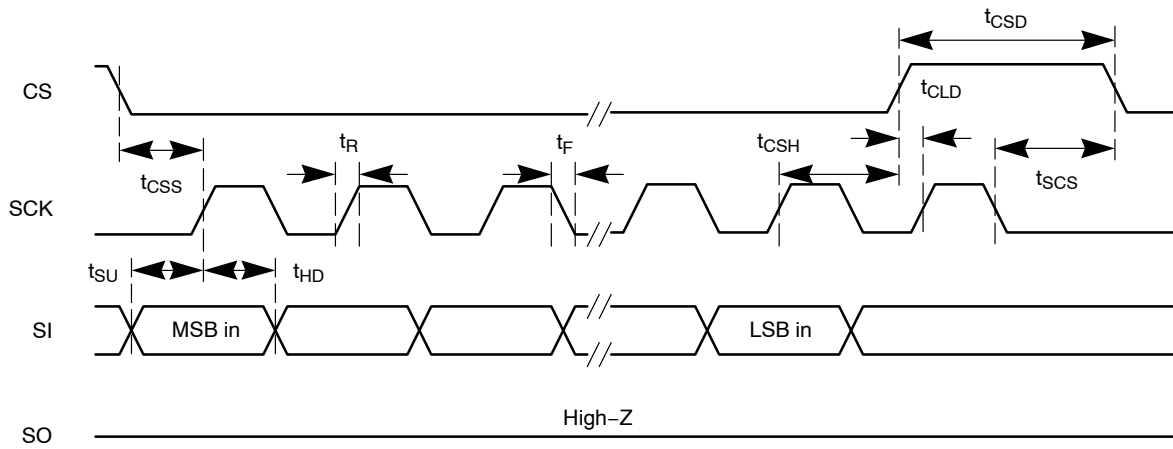 tCSD
CS
tCLD
tR
tF
tCSH
tCSS
tSCS
SCK
tSU
tHD
SI
MSB in
LSB in
High−Z
SO